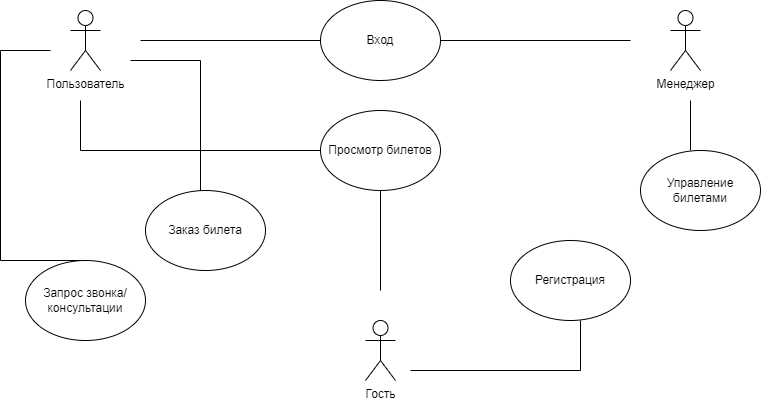 Вход
Пользователь
Менеджер
Просмотр билетов
Управление
билетами
Заказ билета
Регистрация
Запрос звонка/
консультации
Гость